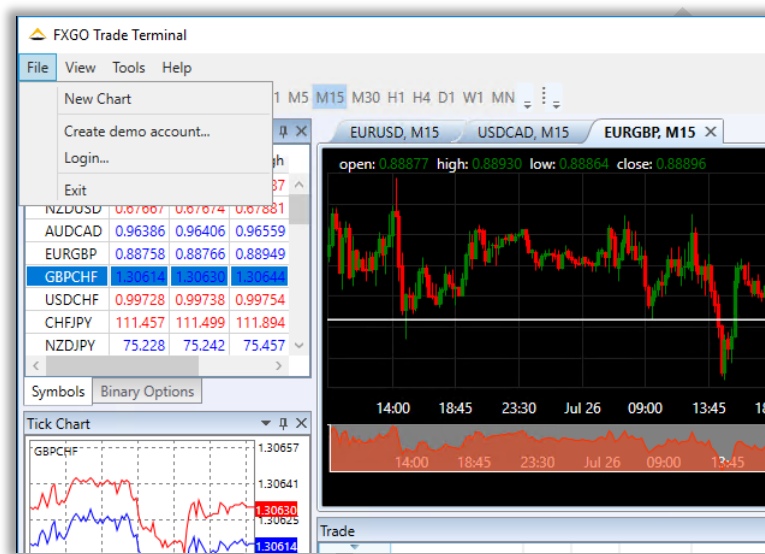 FXGO Trade Terminal
File View Tools Help
New Chart
Create demo account...
Login...
Exit
1 M5 M15 M30 H1 H4 D1 W1 MN
EURUSD, M15 USDCAD, M15 EURGBP, M15
open: 0.88877 high: 0.88930 low: 0.88864 close: 0.88896
gh
87
NZDUSD 0.67667 0.67674 0.67881
AUDCAD 0.96386 0.96406 0.96559
EURGBP 0.88758 0.88766 0.88949
GBPCHF 1.30614 1.30630 1.30644
USDCHF 0.99728 0.99738 0.99754
CHFJPY 111.457 111.499 111.894
NZDJPY 75.228 75.242 75.457
Symbols Binary Options
14:00 18:45 23:30 Jul 26 09:00 13:45 18
14:00 18:45 23:30 Jul 26 09:00 13:45
Tick Chart
GBPCHF
1.30657
1.30641
1.30630
1.30625
1.30614
Trade